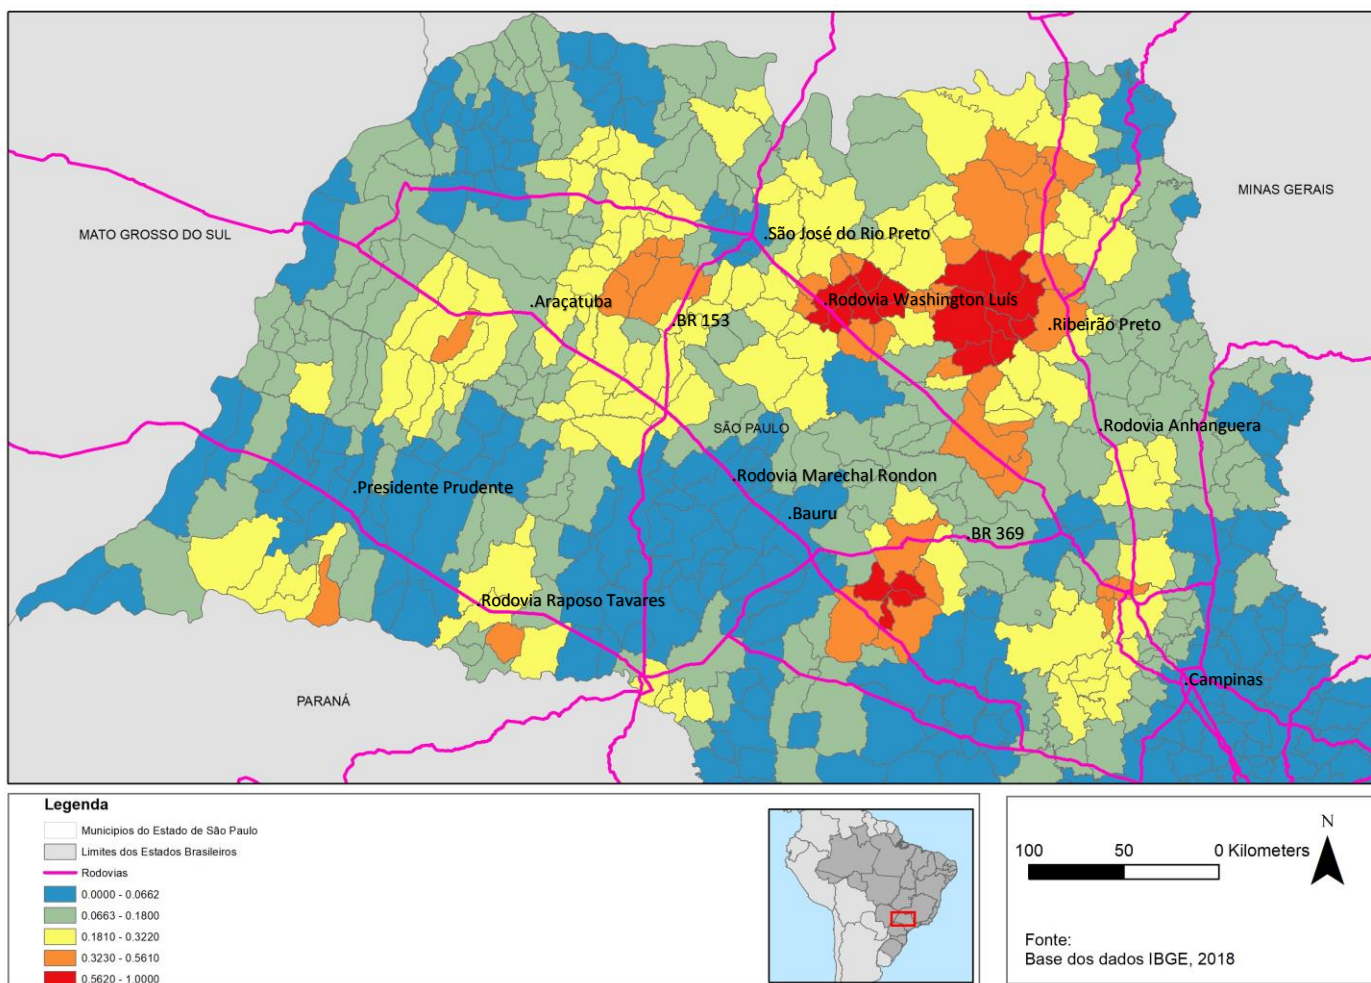 MINAS GERAIS
MATO GROSSO DO SUL
.São José do Rio Preto
.Araçatuba
.Rodovia Washington Luís
.BR 153
.Ribeirão Preto
SÃO PAULO
.Rodovia Anhanguera
.Rodovia Marechal Rondon
.Presidente Prudente
.Bauru
.BR 369
.Rodovia Raposo Tavares
.Campinas
PARANÁ
Legenda
Municipios do Estado de São Paulo
Limites dos Estados Brasileiros
Rodovias
0.0000 - 0.0662
0.0663 - 0.1800
0.1810 - 0.3220
0.3230 - 0.5610
0.5620 - 1.0000
N
100 50 0 Kilometers
Fonte:
Base dos dados IBGE, 2018